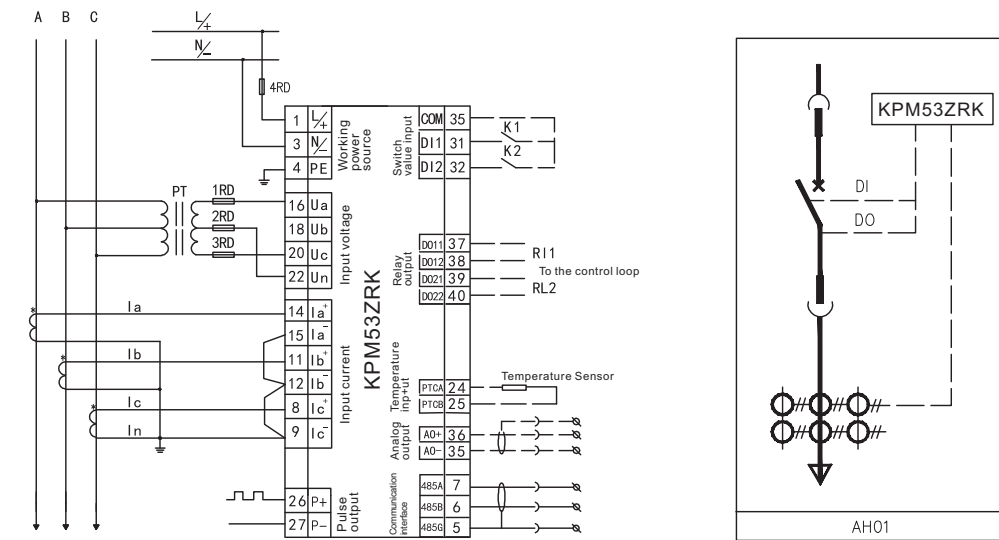 A B C
L/+
N/-
4RD
1 L/+
3 N/-
4 PE
Working
power
source
COM 35
DI1 31
DI2 32
Switch
value input
K1
K2
PT
1RD
2RD
3RD
16 Ua
18 Ub
20 Uc
22 Un
Input voltage
DO11 37
DO12 38
DO21 39
DO22 40
Relay
output
RI1
To the control loop
RL2
* Ia
* Ib
* Ic
In
14 Ia+
15 Ia-
11 Ib+
12 Ib-
8 Ic+
9 Ic-
Input current
KPM53ZRK
PTCA 24
PTCB 25
Temperature
inp+ut
Temperature Sensor
AO+ 36
AO- 35
Analog
output
26 P+
27 P-
Pulse
output
485A 7
485B 6
485G 5
Communication
interface
KPM53ZRK
DI
DO
AH01